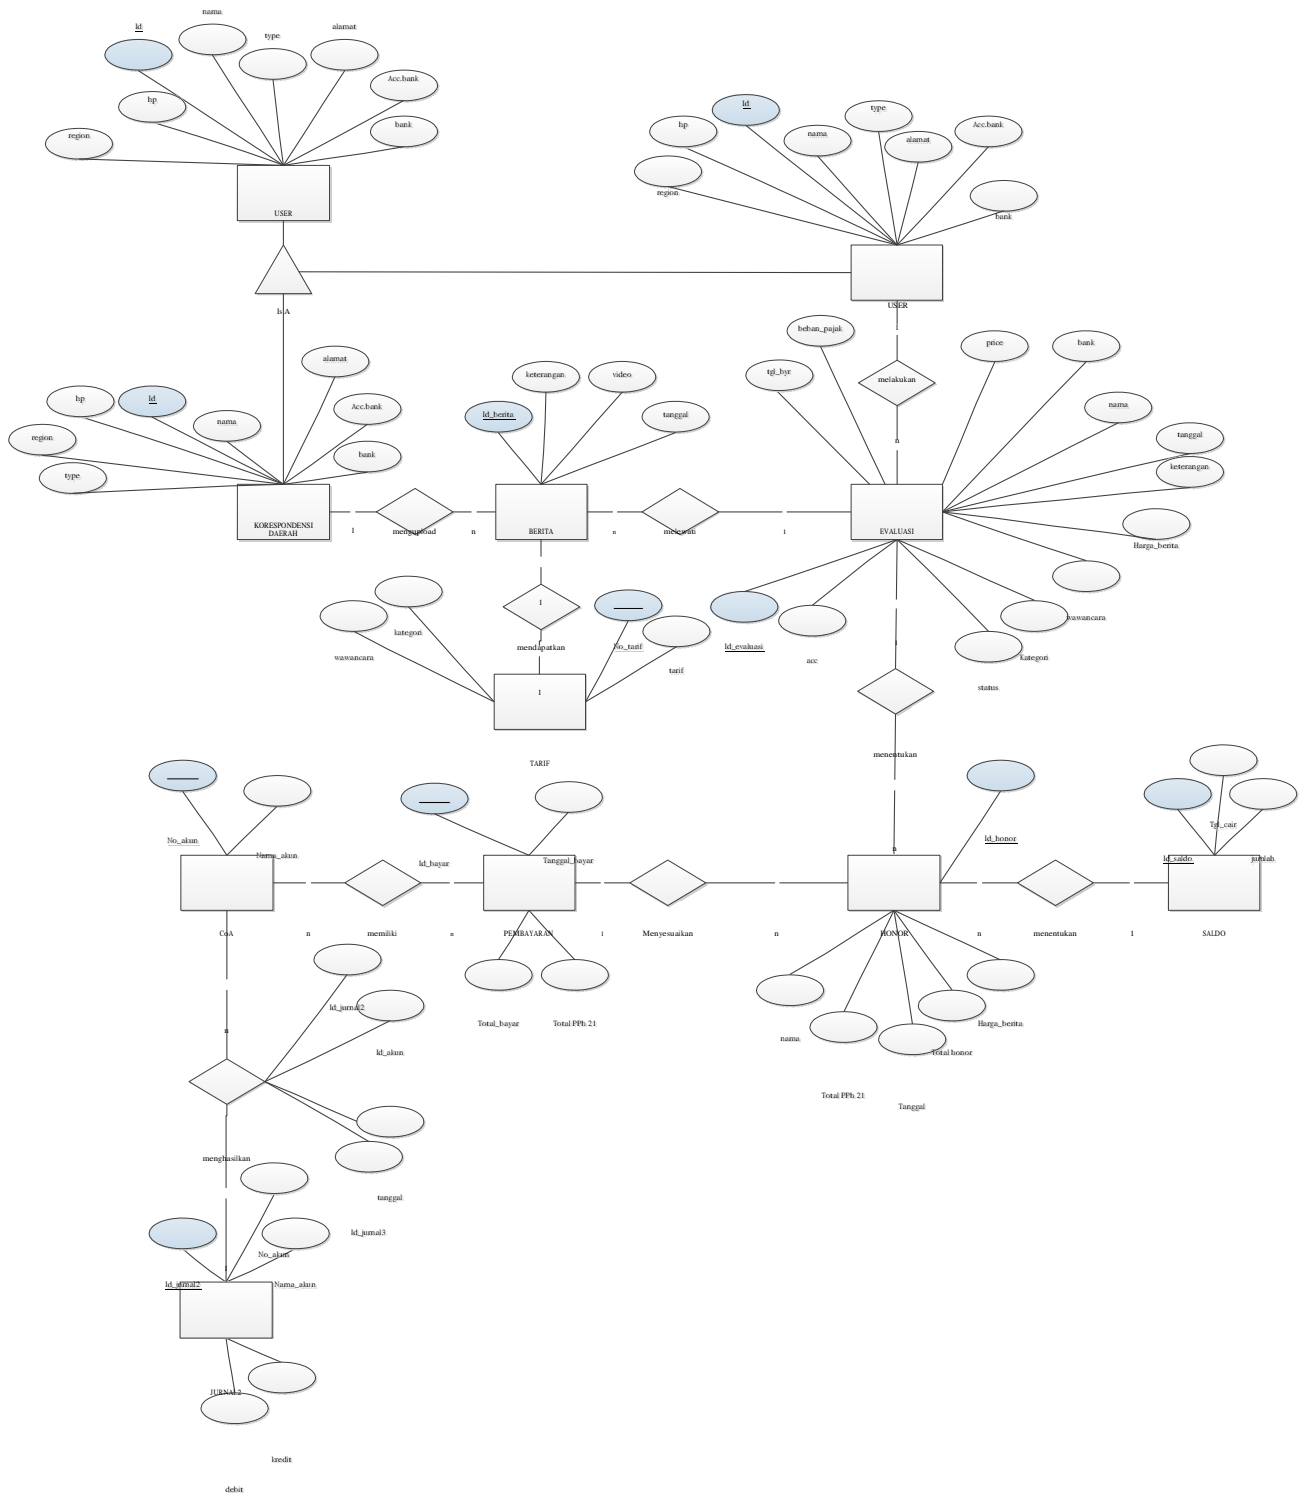 nama
Id
alamat
type
Acc.bank
hp
bank
region
USER
Id
type
hp
nama
Acc.bank
alamat
region
bank
USER
Is A
1
beban_pajak
price
bank
alamat
keterangan
video
tgl_byr
melakukan
hp
Id
nama
Acc.bank
Id_berita
tanggal
nama
region
bank
n
tanggal
type
keterangan
KORESPONDENSI
DAERAH
1
mengupload
n
BERITA
n
melewati
1
EVALUASI
Harga_berita
1
kategori
wawancara
mendapatkan
No_tarif
tarif
1
Id_evaluasi
acc
wawancara
Kategori
status
1
TARIF
menentukan
No_akun
Nama_akun
Id_bayar
Tanggal_bayar
n
Id_honor
Tgl_cair
Id_saldo
jumlah
CoA
n
memiliki
n
PEMBAYARAN
1
Menyesuaikan
n
HONOR
n
menentukan
1
SALDO
Id_jurnal2
n
Id_akun
Total_bayar
Total PPh 21
nama
Harga_berita
Total honor
Total PPh 21
Tanggal
menghasilkan
tanggal
Id_jurnal3
No_akun
1
Id_jurnal2
Nama_akun
JURNAL2
kredit
debit